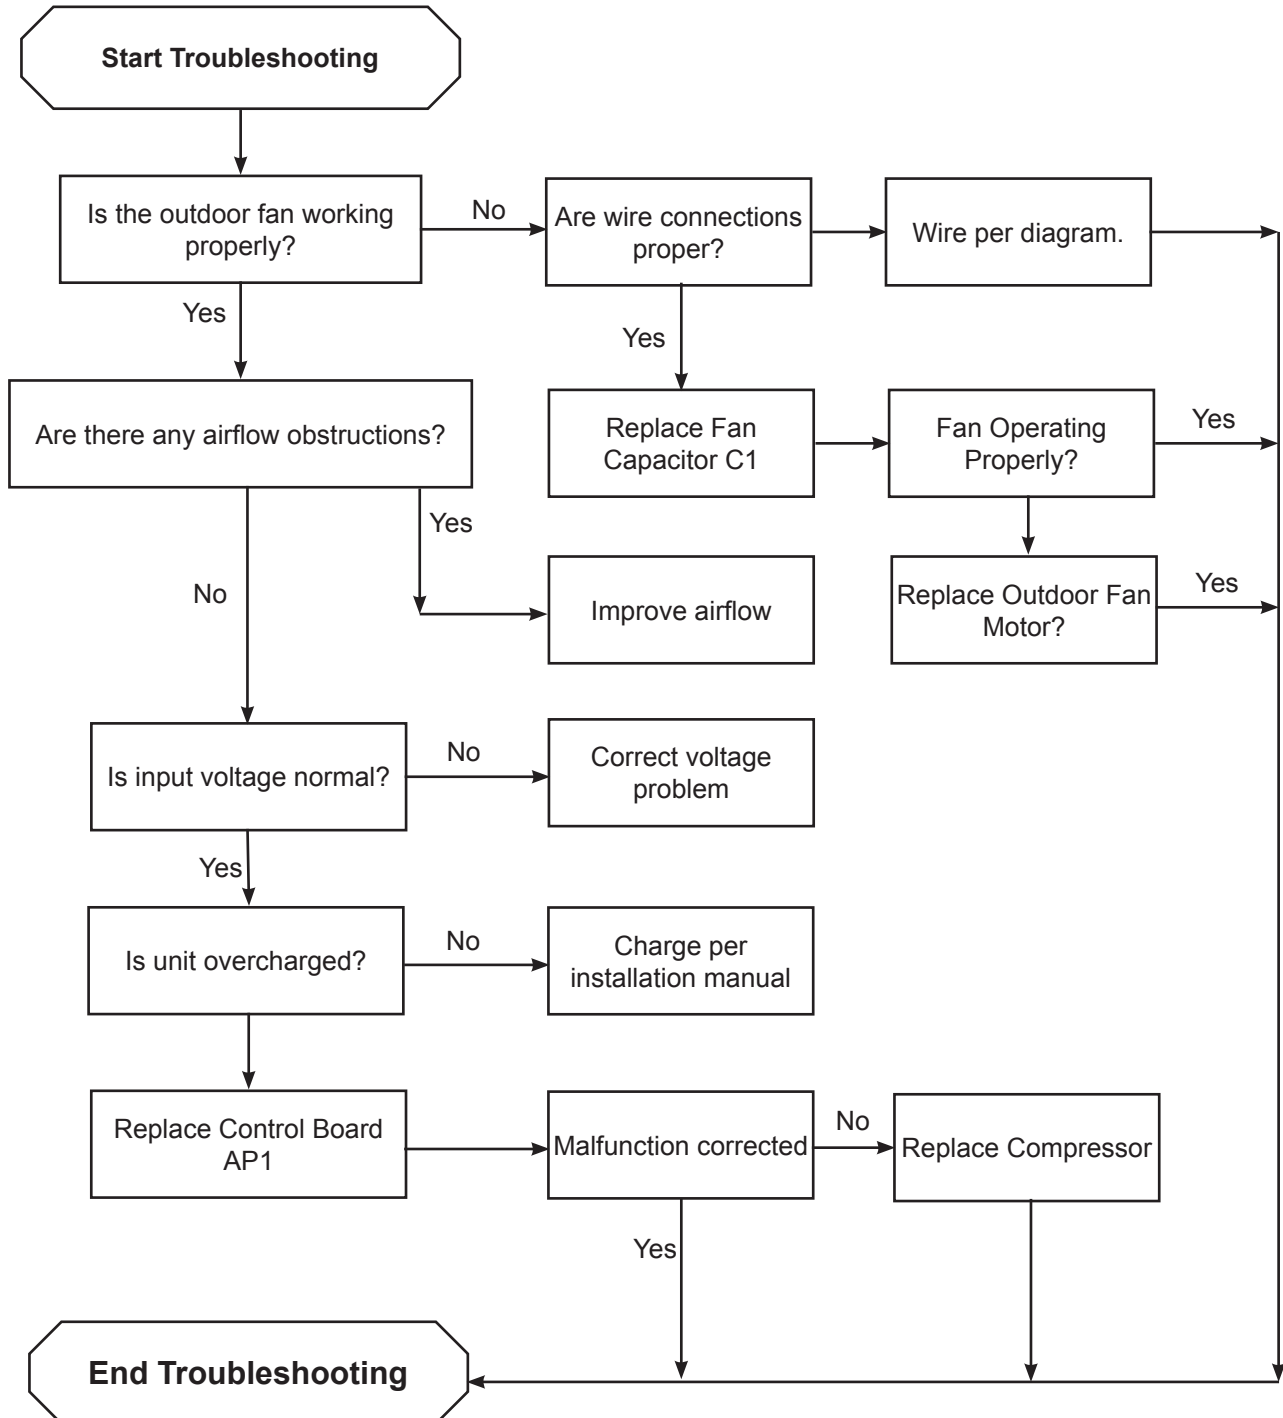 Start Troubleshooting
Is the outdoor fan working
properly?
No
Are wire connections
proper?
Wire per diagram.
Yes
Yes
Are there any airflow obstructions?
Replace Fan
Capacitor C1
Fan Operating
Properly?
Yes
Yes
No
Improve airflow
Replace Outdoor Fan
Motor?
Yes
Is input voltage normal?
No
Correct voltage
problem
Yes
Is unit overcharged?
No
Charge per
installation manual
Replace Control Board
AP1
Malfunction corrected
No
Replace Compressor
Yes
End Troubleshooting